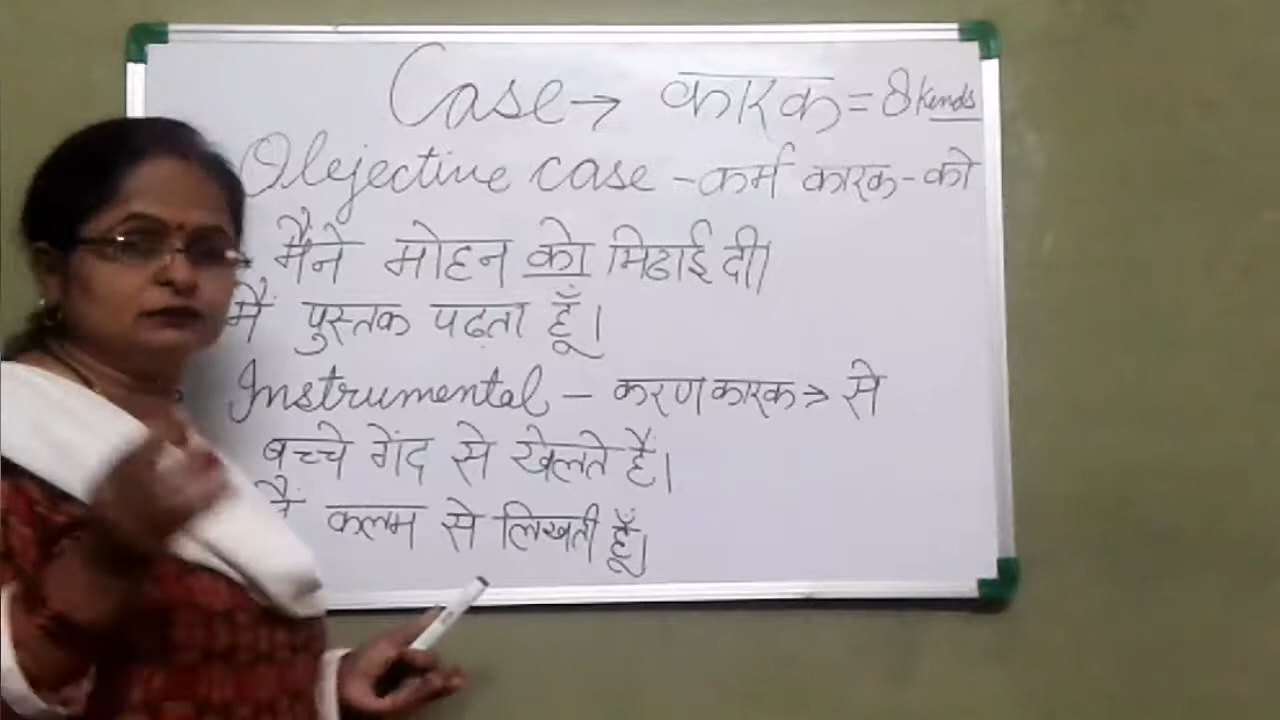 Case → कारक = 8 kinds
Objective case - कर्म कारक - को
मैंने मोहन को मिठाई दी।
मैं पुस्तक पढ़ता हूँ।
Instrumental - करण कारक → से
बच्चे गेंद से खेलते हैं।
मैं कलम से लिखती हूँ।